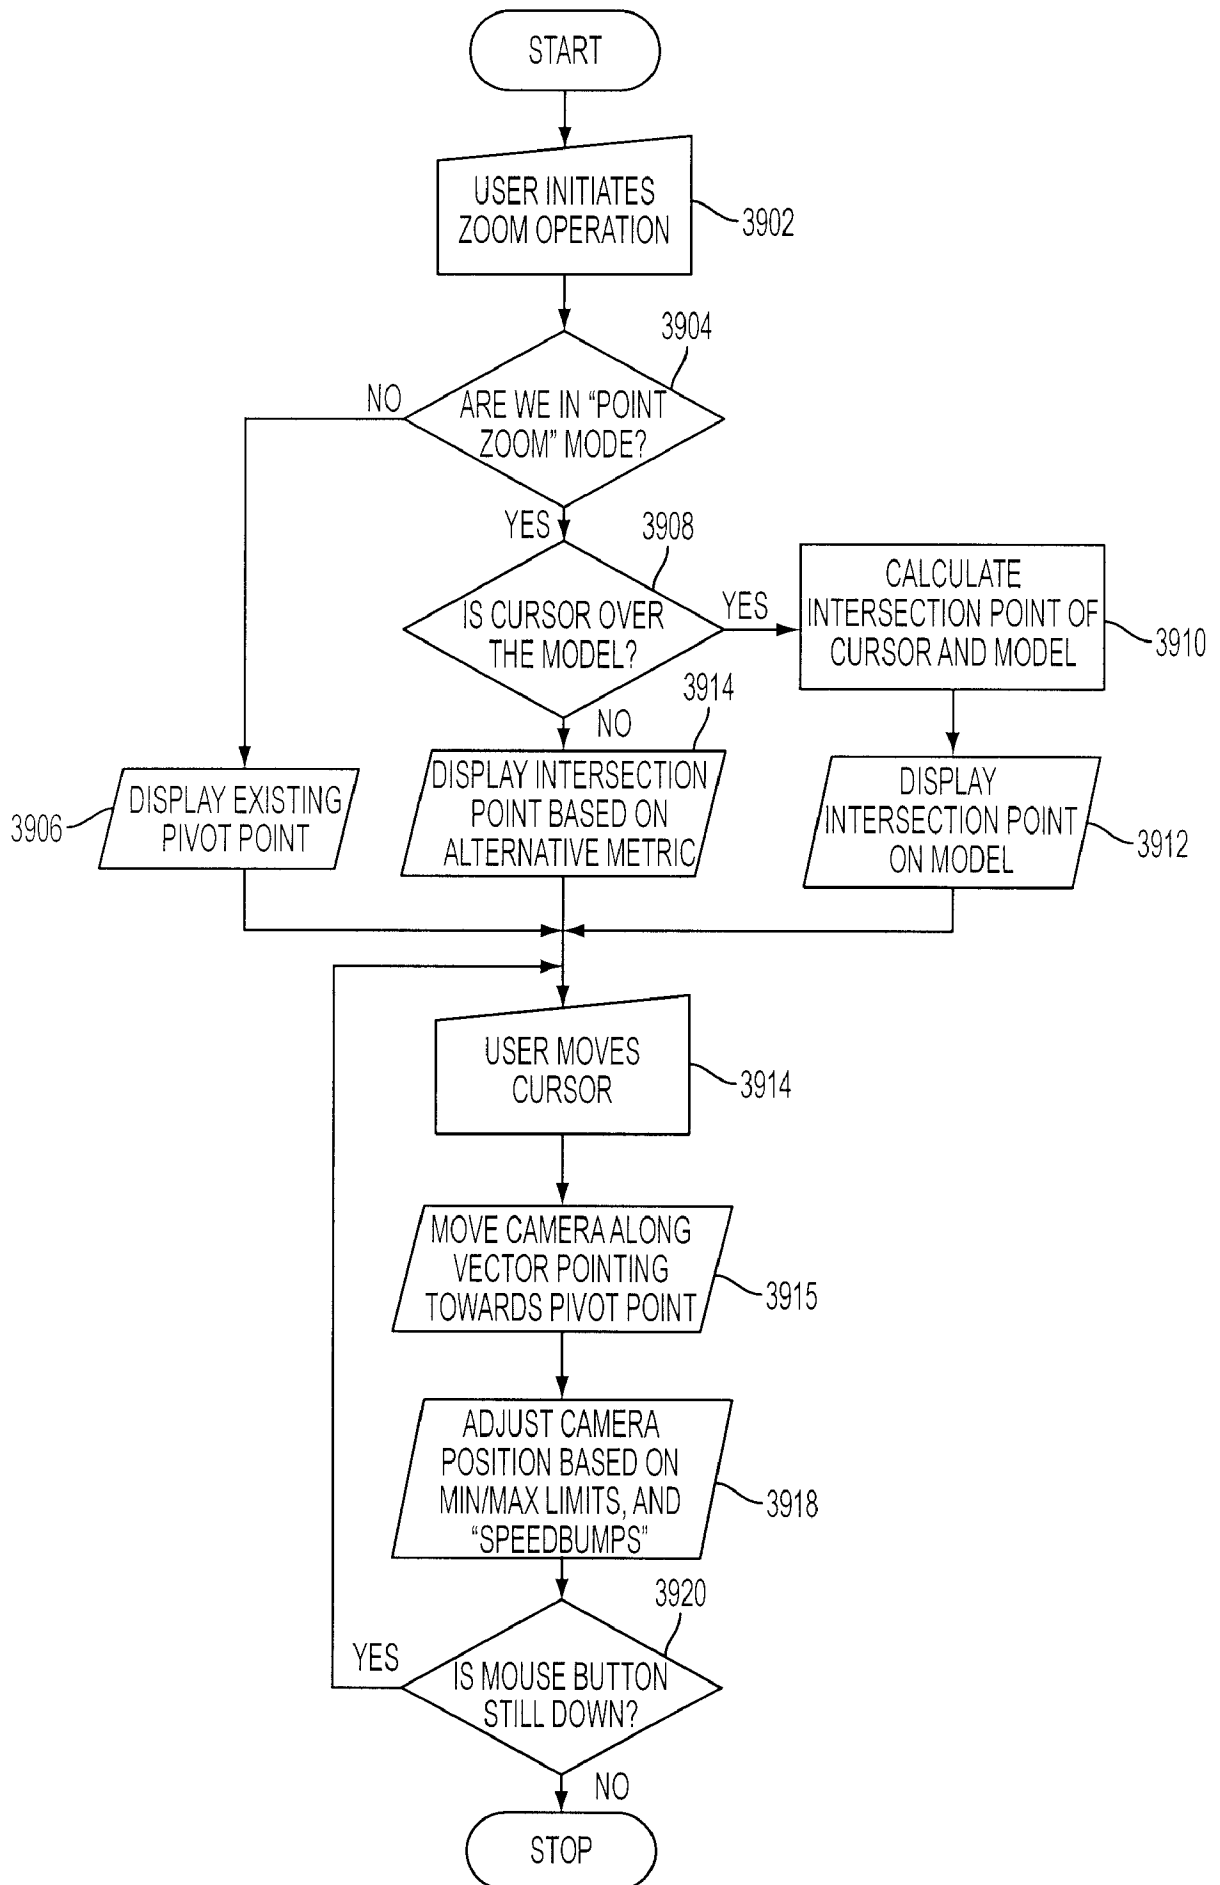 START
USER INITIATES
ZOOM OPERATION
3902
3904
ARE WE IN “POINT
ZOOM” MODE?
NO
YES
3908
IS CURSOR OVER
THE MODEL?
YES
CALCULATE
INTERSECTION POINT OF
CURSOR AND MODEL
3910
NO
3914
DISPLAY EXISTING
PIVOT POINT
3906
DISPLAY INTERSECTION
POINT BASED ON
ALTERNATIVE METRIC
DISPLAY
INTERSECTION POINT
ON MODEL
3912
USER MOVES
CURSOR
3914
MOVE CAMERA ALONG
VECTOR POINTING
TOWARDS PIVOT POINT
3915
ADJUST CAMERA
POSITION BASED ON
MIN/MAX LIMITS, AND
“SPEEDBUMPS”
3918
3920
YES
IS MOUSE BUTTON
STILL DOWN?
NO
STOP